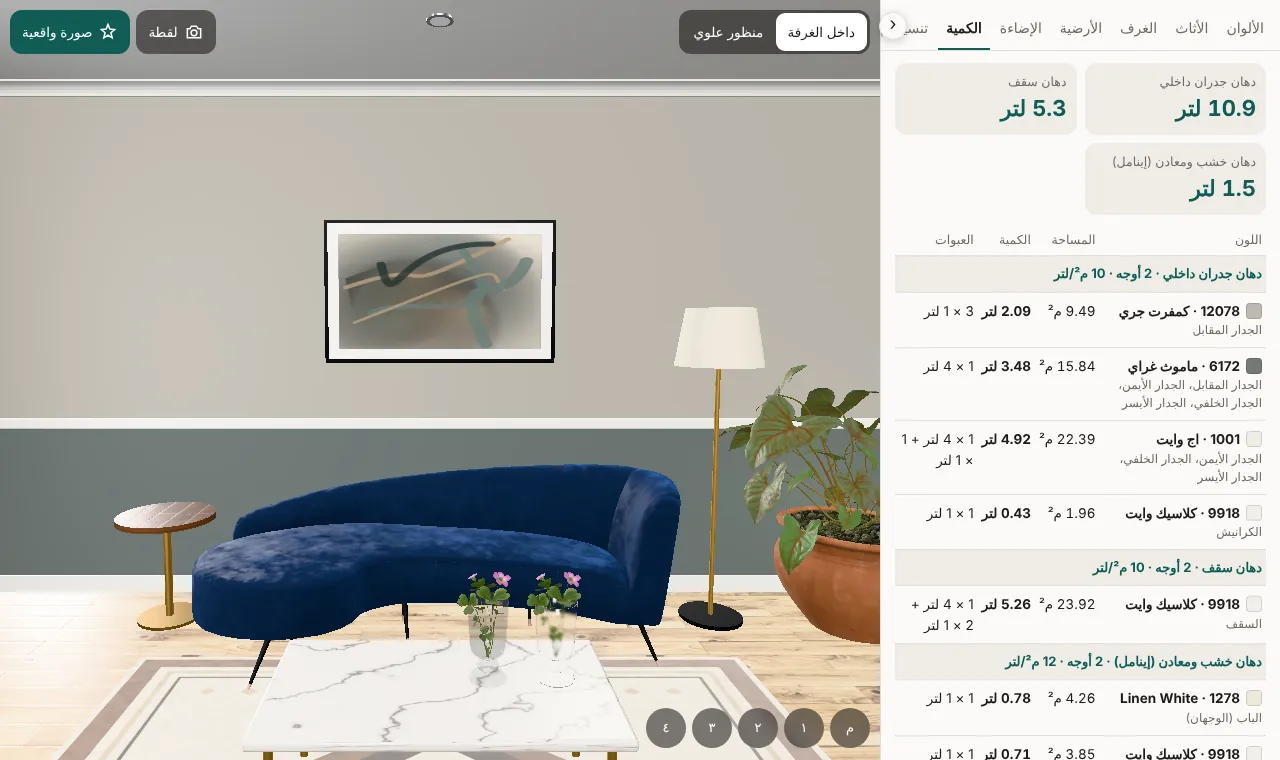 الألوان
الأثاث
الغرف
الأرضية
الإضاءة
الكمية
داخل الغرفة
منظور علوي
لقطة
صورة واقعية
دهان جدران داخلي
10.9 لتر
دهان سقف
5.3 لتر
دهان خشب ومعادن (إينامل)
1.5 لتر
اللون المساحة الكمية العبوات
دهان جدران داخلي · 2 أوجه · 10 م²/لتر
12078 · كمفرت جري 9.49 م² 2.09 لتر 3 × 1 لتر
الجدار المقابل
6172 · ماموث غراي 15.84 م² 3.48 لتر 1 × 4 لتر
الجدار المقابل، الجدار الأيمن،
الجدار الخلفي، الجدار الأيسر
1001 · اج وايت 22.39 م² 4.92 لتر 1 × 4 لتر + 1
× 1 لتر
الجدار الأيمن، الجدار الخلفي،
الجدار الأيسر
9918 · كلاسيك وايت 1.96 م² 0.43 لتر 1 × 1 لتر
الكرانيش
دهان سقف · 2 أوجه · 10 م²/لتر
9918 · كلاسيك وايت 23.92 م² 5.26 لتر 1 × 4 لتر +
2 × 1 لتر
السقف
دهان خشب ومعادن (إينامل) · 2 أوجه · 12 م²/لتر
1278 · Linen White 4.26 م² 0.78 لتر 1 × 1 لتر
الباب (الوجهان)
9918 · كلاسيك وايت 3.85 م² 0.71 لتر 1 × 1 لتر
م
١
٢
٣
٤